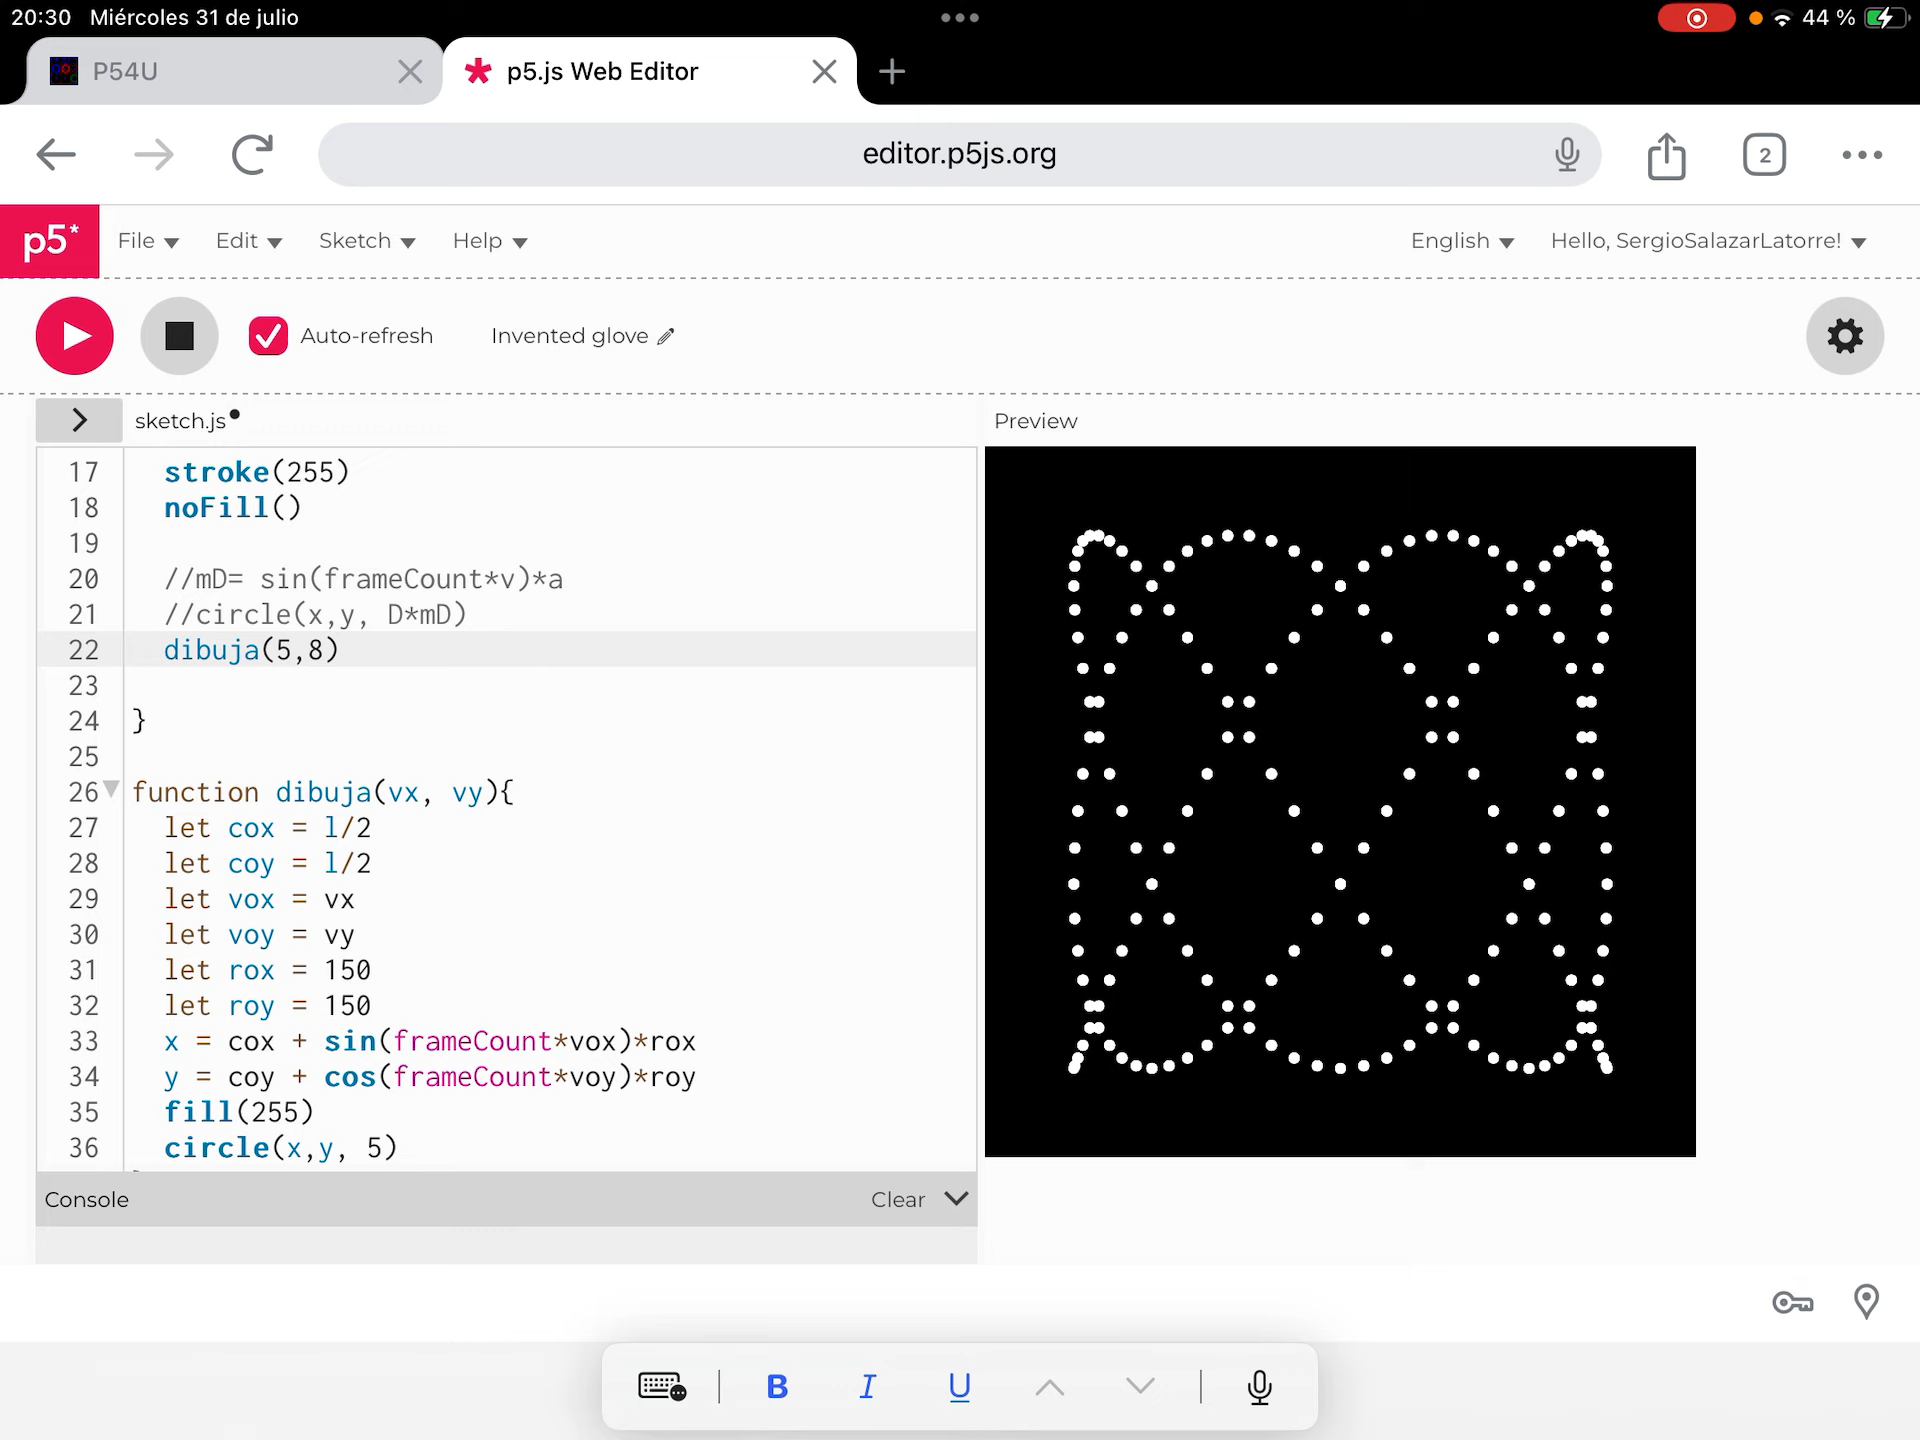 20:30 Miércoles 31 de julio
44 %
P54U
p5.js Web Editor
editor.p5js.org
2
p5*
File Edit Sketch Help
English Hello, SergioSalazarLatorre!
Auto-refresh Invented glove
sketch.js
Preview
17 stroke(255)
18 noFill()
19
20 //mD= sin(frameCount*v)*a
21 //circle(x,y, D*mD)
22 dibuja(5,8)
23
24 }
25
26 function dibuja(vx, vy){
27 let cox = l/2
28 let coy = l/2
29 let vox = vx
30 let voy = vy
31 let rox = 150
32 let roy = 150
33 x = cox + sin(frameCount*vox)*rox
34 y = coy + cos(frameCount*voy)*roy
35 fill(255)
36 circle(x,y, 5)
Console Clear
B I U